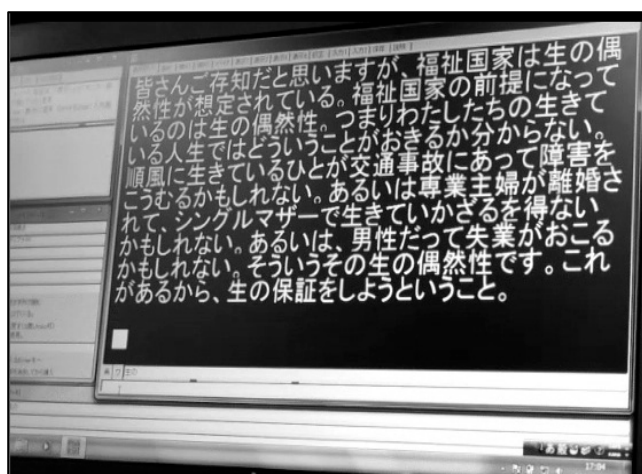 皆さんご存知だと思いますが、福祉国家は生の偶
然性が想定されている。福祉国家の前提になって
いるのは生の偶然性。つまりわたしたちの生きて
いる人生ではどういうことがおきるか分からない。
順風に生きているひとが交通事故にあって障害を
こうむるかもしれない。あるいは専業主婦が離婚さ
れて、シングルマザーで生きていかざるを得ない
かもしれない。あるいは、男性だって失業がおこる
かもしれない。そういうその生の偶然性です。これ
があるから、生の保証をしようということ。
17:04